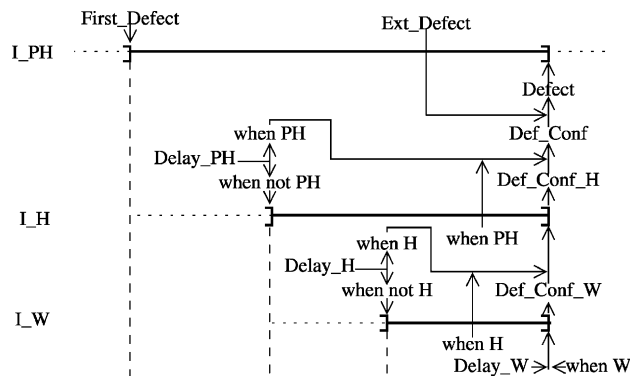 First_Defect
Ext_Defect
I_PH
Defect
when PH
Def_Conf
Delay_PH
when not PH
Def_Conf_H
I_H
when H
when PH
Delay_H
when not H
Def_Conf_W
I_W
when H
Delay_W
when W